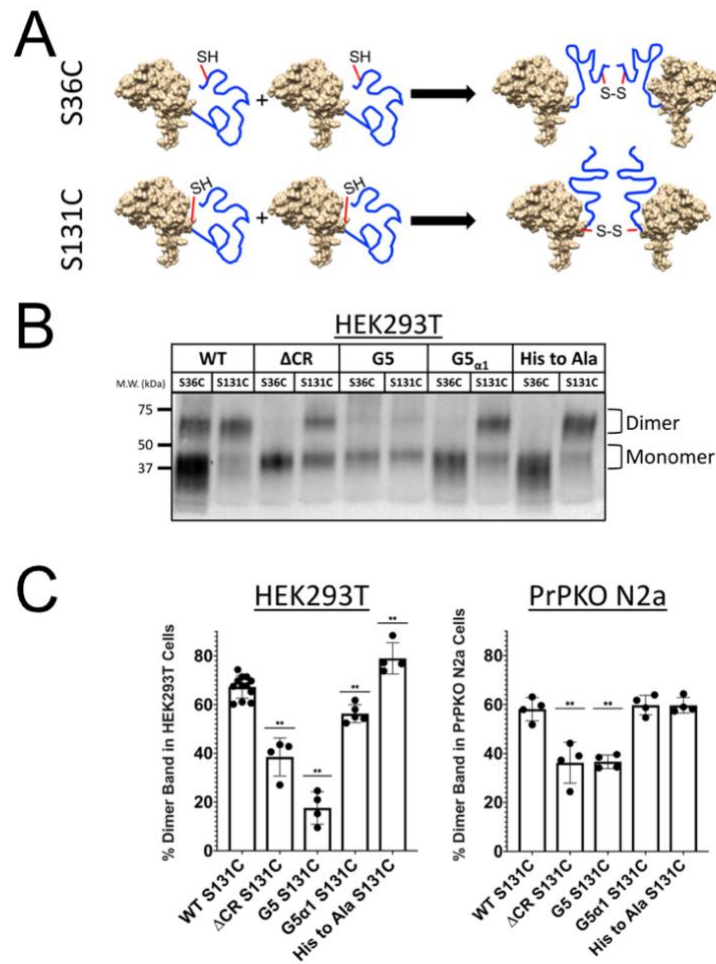 A
S36C
SH
+
SH
S-S
S131C
SH
+
SH
S-S
B
HEK293T
WT ΔCR G5 G5α1 His to Ala
M.W. (kDa) S36C S131C S36C S131C S36C S131C S36C S131C S36C S131C
75
Dimer
50
Monomer
37
C
HEK293T
% Dimer Band in HEK293T Cells
80
60
40
20
0
**
**
**
**
WT S131C
ΔCR S131C
G5 S131C
G5α1 S131C
His to Ala S131C
PrPKO N2a
% Dimer Band in PrPKO N2a Cells
80
60
40
20
0
**
**
WT S131C
ΔCR S131C
G5 S131C
G5α1 S131C
His to Ala S131C